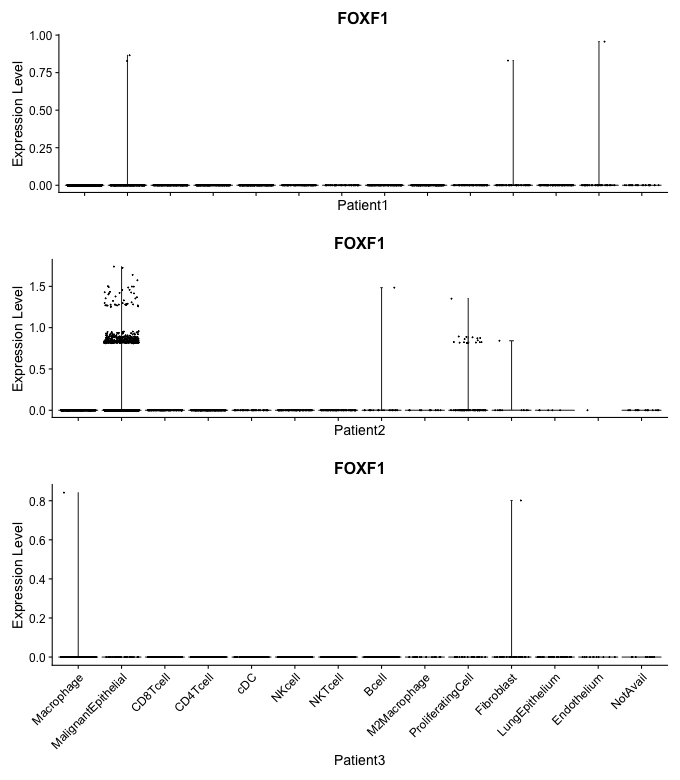 FOXF1
Expression Level
1.00
0.75
0.50
0.25
0.00
Patient1
FOXF1
Expression Level
1.5
1.0
0.5
0.0
Patient2
FOXF1
Expression Level
0.8
0.6
0.4
0.2
0.0
Macrophage
MalignantEpithelial
CD8Tcell
CD4Tcell
cDC
NKcell
NKTcell
Bcell
M2Macrophage
ProliferatingCell
Fibroblast
LungEpithelium
Endothelium
NotAvail
Patient3